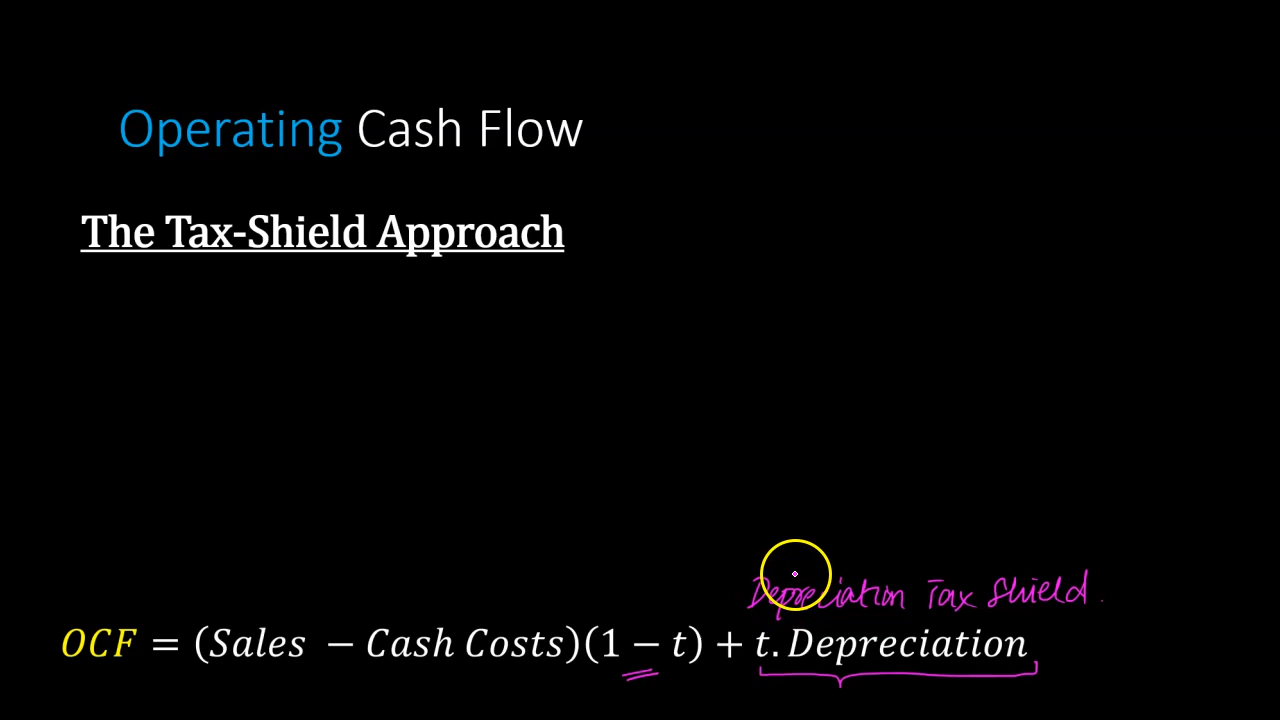 Operating Cash Flow
The Tax-Shield Approach
Depreciation Tax Shield.
OCF = (Sales − Cash Costs)(1 − t) + t. Depreciation